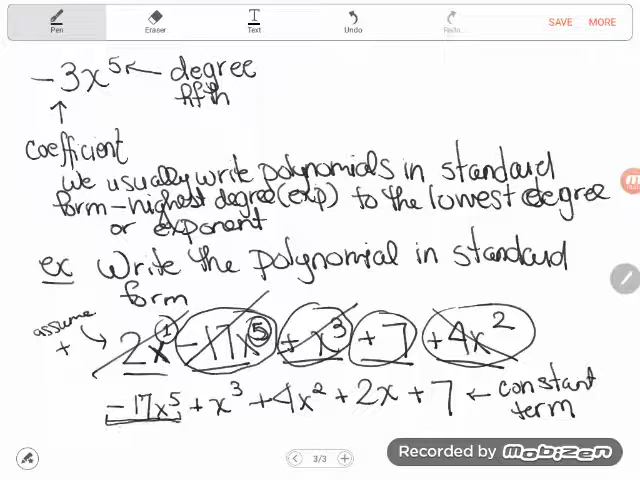 Pen Eraser Text Undo Redo SAVE MORE
-3x⁵ ← degree
fifth
coefficient
we usually write polynomials in standard
form - highest degree (exp) to the lowest degree
or exponent
ex Write the polynomial in standard
form
assume
+
2x¹ - 17x⁵ + x³ + 7 + 4x²
-17x⁵ + x³ + 4x² + 2x + 7 ← constant
term
3/3
Recorded by mobizen